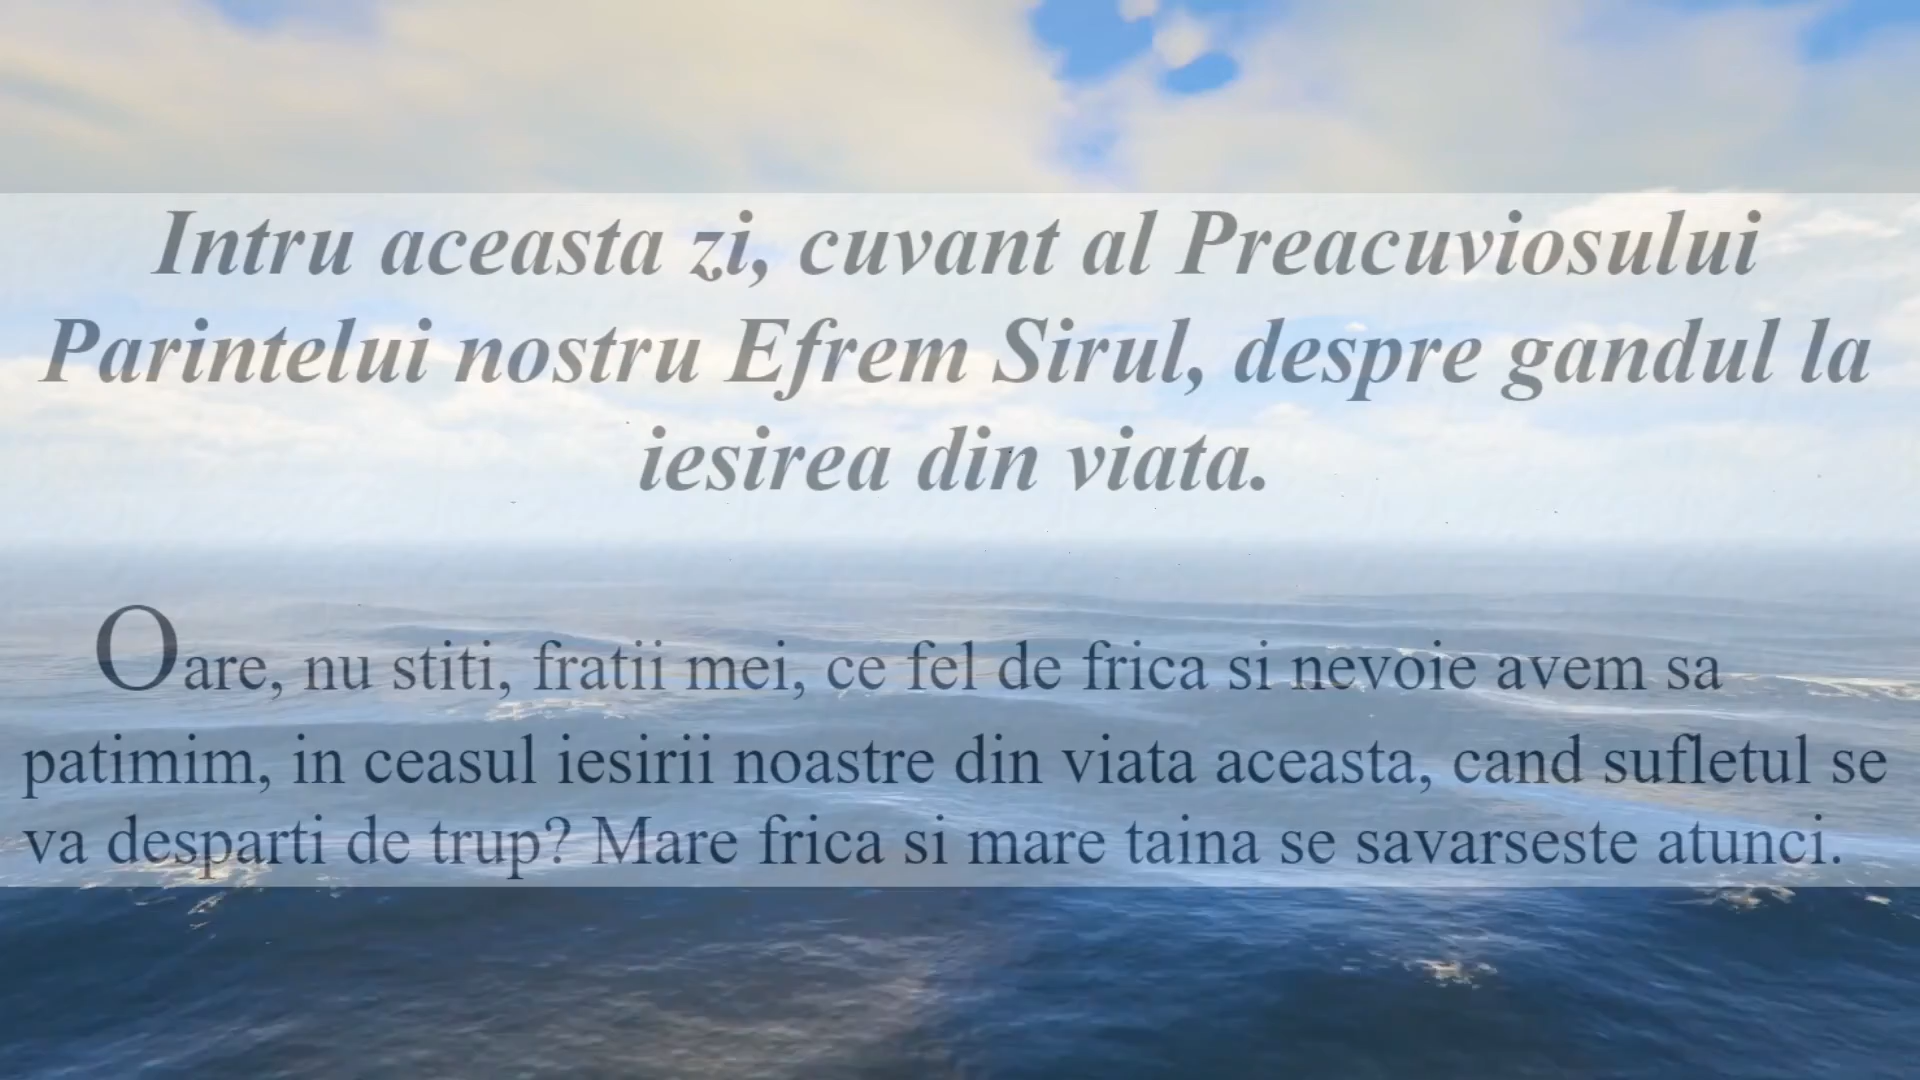 Intru aceasta zi, cuvant al Preacuviosului
Parintelui nostru Efrem Sirul, despre gandul la
iesirea din viata.
Oare, nu stiti, fratii mei, ce fel de frica si nevoie avem sa
patimim, in ceasul iesirii noastre din viata aceasta, cand sufletul se
va desparti de trup? Mare frica si mare taina se savarseste atunci.